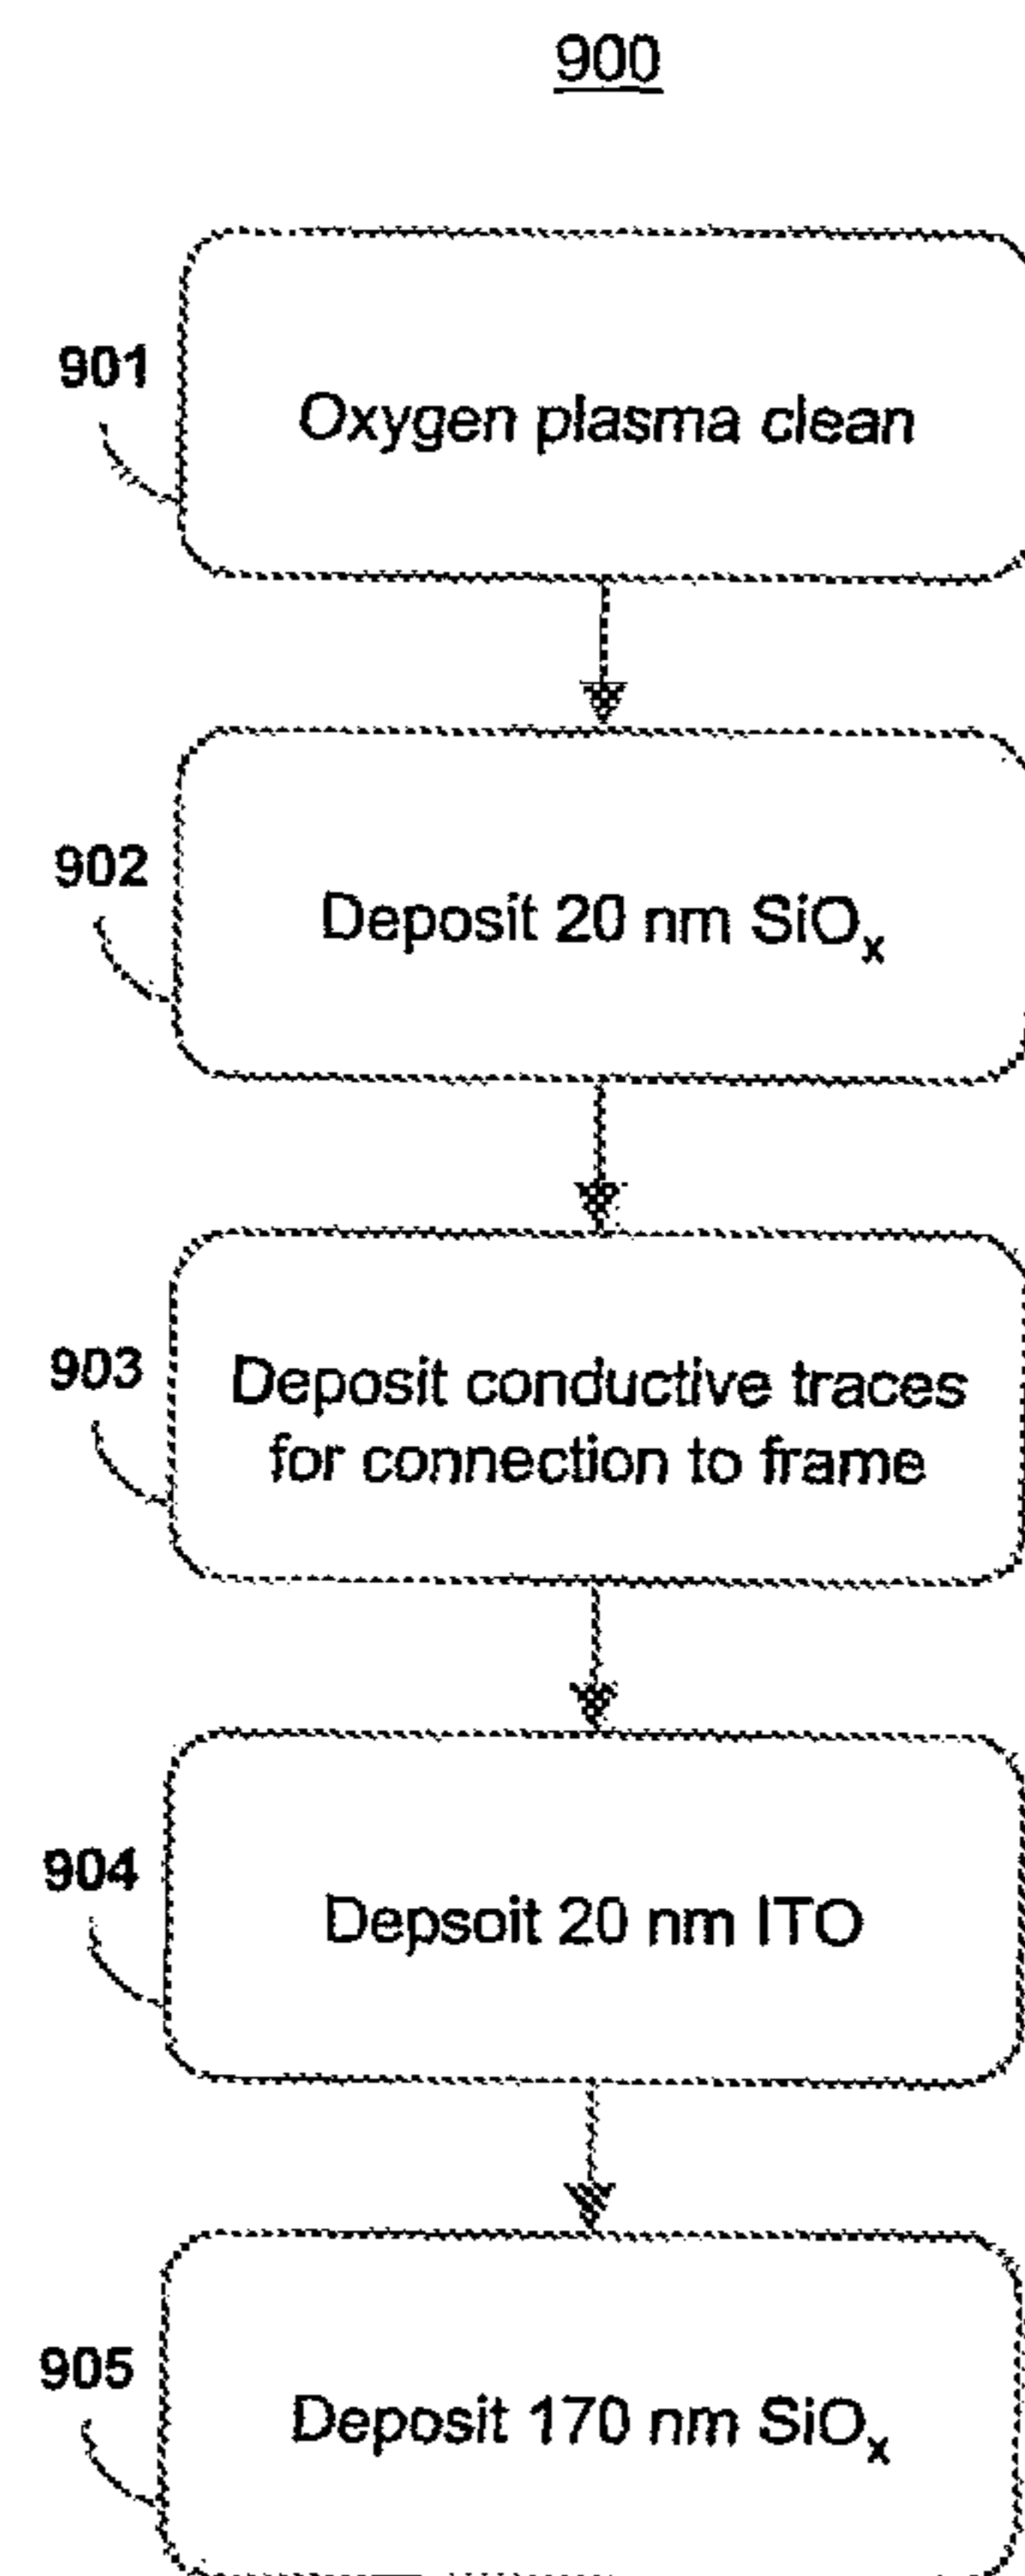 900
901
Oxygen plasma clean
902
Deposit 20 nm SiOₓ
903
Deposit conductive traces
for connection to frame
904
Depsoit 20 nm ITO
905
Deposit 170 nm SiOₓ